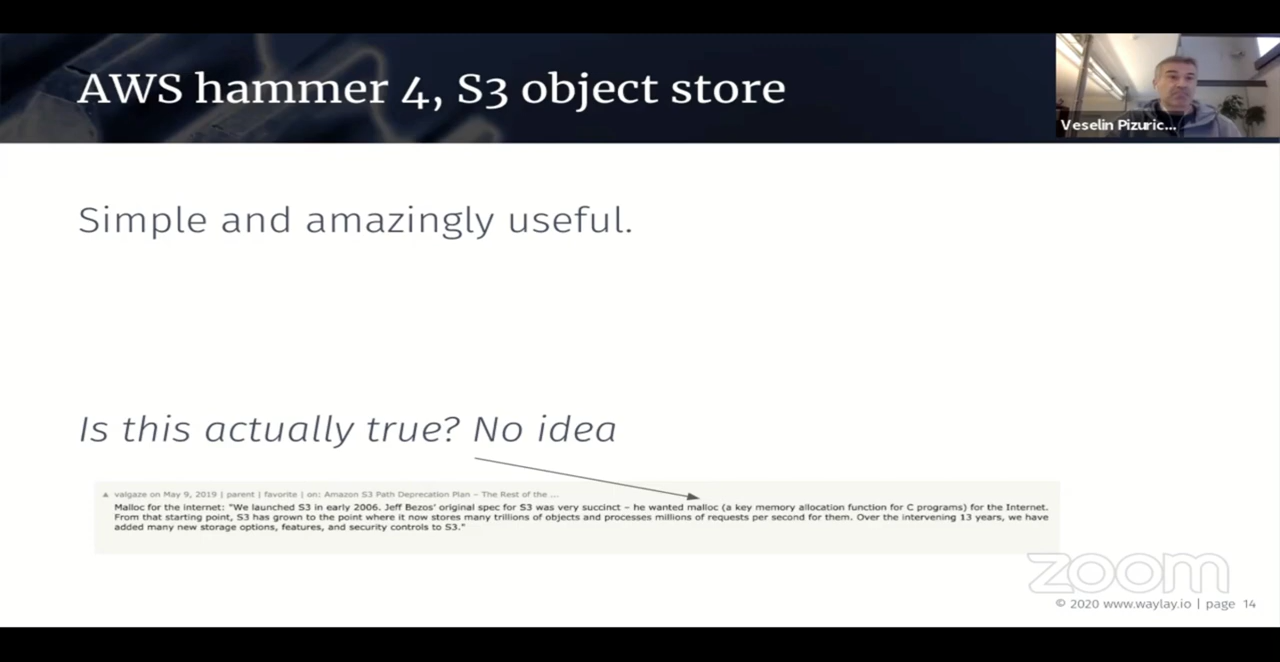 AWS hammer 4, S3 object store
Veselin Pizuric...
Simple and amazingly useful.
Is this actually true? No idea
▲ valgaze on May 9, 2019 | parent | favorite | on: Amazon S3 Path Deprecation Plan – The Rest of the ...
Malloc for the internet: "We launched S3 in early 2006. Jeff Bezos' original spec for S3 was very succinct – he wanted malloc (a key memory allocation function for C programs) for the Internet.
From that starting point, S3 has grown to the point where it now stores many trillions of objects and processes millions of requests per second for them. Over the intervening 13 years, we have
added many new storage options, features, and security controls to S3."
zoom
© 2020 www.waylay.io | page 14